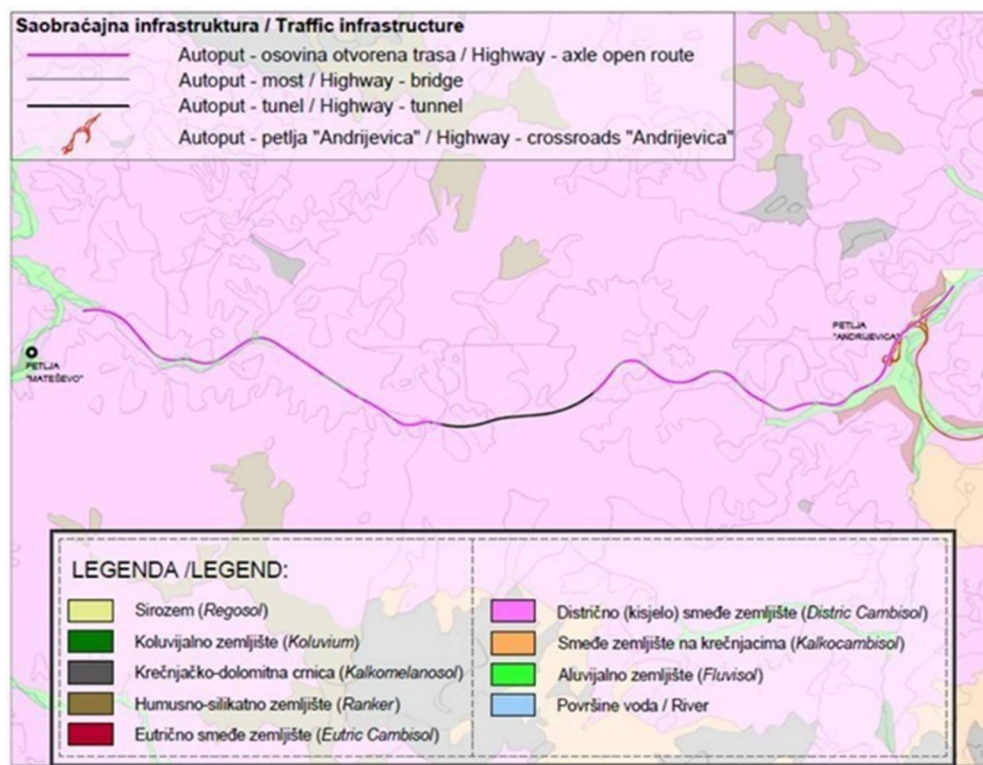 Saobraćajna infrastruktura / Traffic infrastructure
Autoput - osovina otvorena trasa / Highway - axle open route
Autoput - most / Highway - bridge
Autoput - tunel / Highway - tunnel
Autoput - petlja "Andrijevica" / Highway - crossroads "Andrijevica"
PETLJA
"ANDRIJEVICA"
PETLJA
"MATEŠEVO"
LEGENDA /LEGEND:
Sirozem (Regosol)
Koluvijalno zemljište (Koluvium)
Krečnjačko-dolomitna crnica (Kalkomelanosol)
Humusno-silikatno zemljište (Ranker)
Eutrično smeđe zemljište (Eutric Cambisol)
Distrično (kisjelo) smeđe zemljište (Distric Cambisol)
Smeđe zemljište na krečnjacima (Kalkocambisol)
Aluvijalno zemljište (Fluvisol)
Površine voda / River